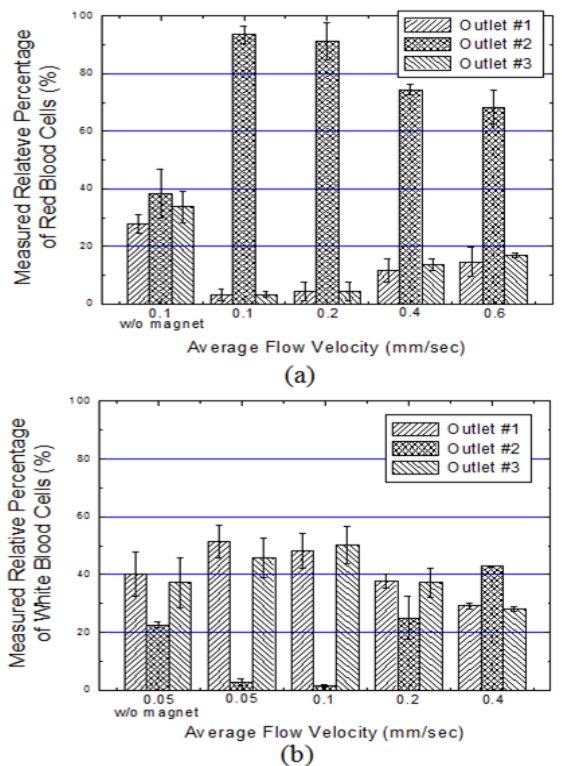 (a)
100
80
60
40
20
0
Measured Relateve Percentage
of Red Blood Cells (%)
Outlet #1
Outlet #2
Outlet #3
0.1 0.1 0.2 0.4 0.6
w/o magnet
Average Flow Velocity (mm/sec)
(a)
100
80
60
40
20
0
Measured Relative Percentage
of White Blood Cells (%)
Outlet #1
Outlet #2
Outlet #3
0.05 0.05 0.1 0.2 0.4
w/o magnet
Average Flow Velocity (mm/sec)
(b)